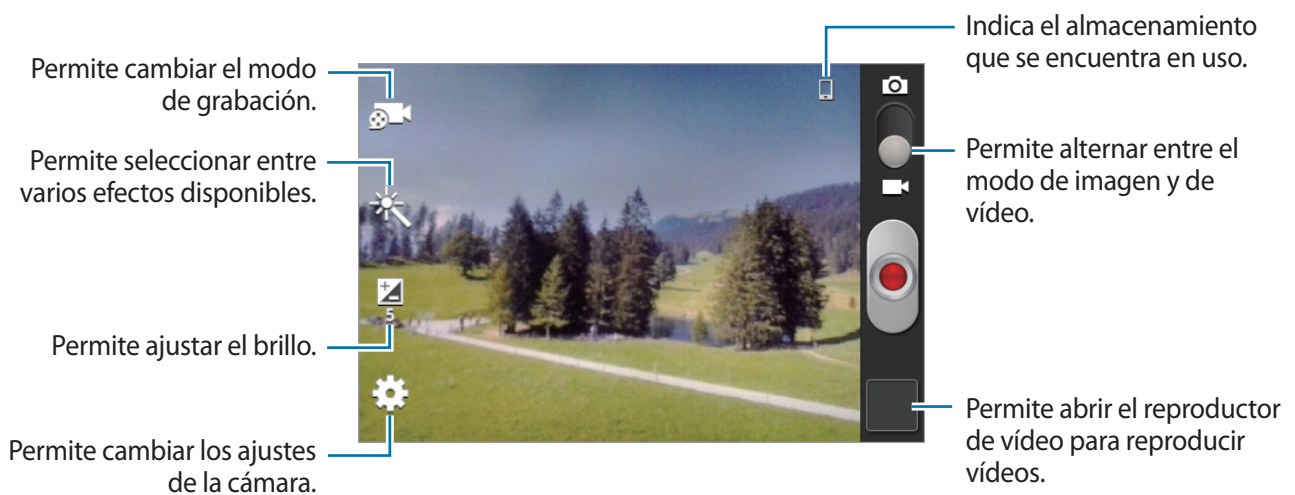 Permite cambiar el modo
de grabación.
Permite seleccionar entre
varios efectos disponibles.
5
Permite ajustar el brillo.
Permite cambiar los ajustes
de la cámara.
Indica el almacenamiento
que se encuentra en uso.
Permite alternar entre el
modo de imagen y de
vídeo.
Permite abrir el reproductor
de vídeo para reproducir
vídeos.